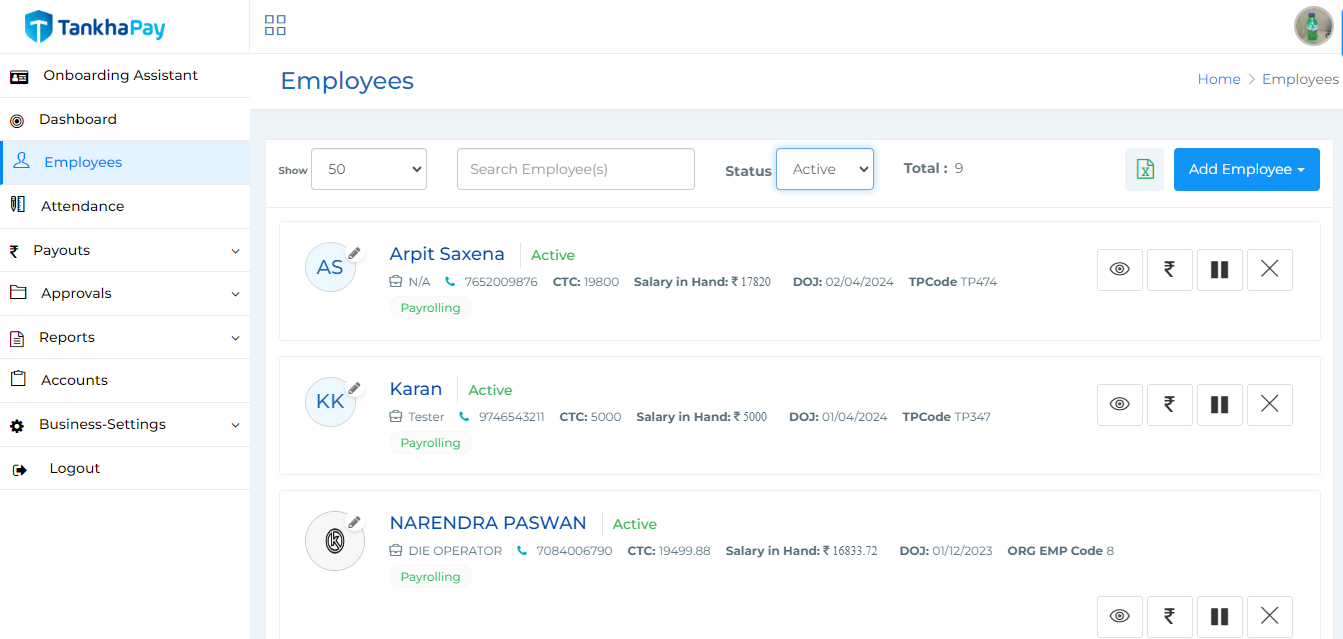 TankhaPay
Onboarding Assistant
Dashboard
Employees
Attendance
Payouts
Approvals
Reports
Accounts
Business-Settings
Logout
Employees
Home > Employees
Show 50 Search Employee(s) Status Active Total : 9 Add Employee
AS Arpit Saxena Active
N/A 7652009876 CTC: 19800 Salary in Hand: ₹ 17820 DOJ: 02/04/2024 TPCode TP474
Payrolling
KK Karan Active
Tester 9746543211 CTC: 5000 Salary in Hand: ₹ 5000 DOJ: 01/04/2024 TPCode TP347
Payrolling
NARENDRA PASWAN Active
DIE OPERATOR 7084006790 CTC: 19499.88 Salary in Hand: ₹ 16833.72 DOJ: 01/12/2023 ORG EMP Code 8
Payrolling